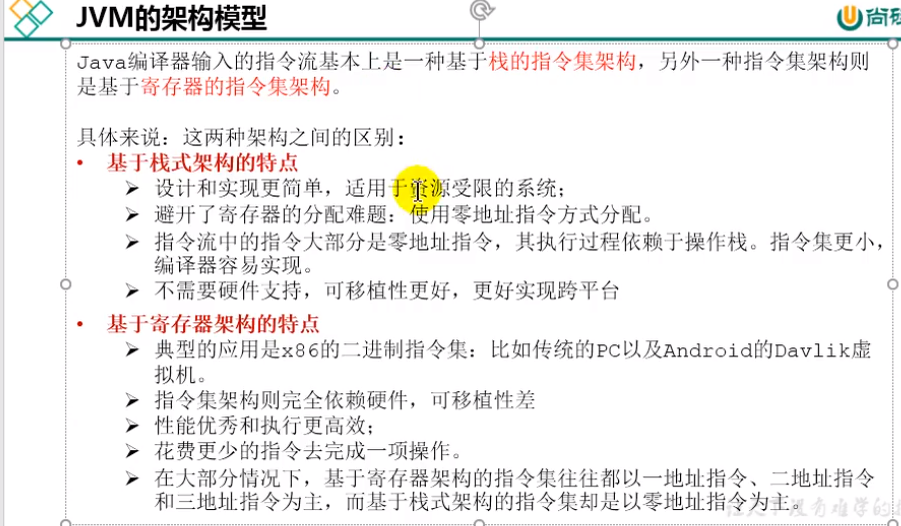 JVM的架构模型
尚硅
Java编译器输入的指令流基本上是一种基于栈的指令集架构，另外一种指令集架构则
是基于寄存器的指令集架构。
具体来说：这两种架构之间的区别：
• 基于栈式架构的特点
➢ 设计和实现更简单，适用于资源受限的系统；
➢ 避开了寄存器的分配难题：使用零地址指令方式分配。
➢ 指令流中的指令大部分是零地址指令，其执行过程依赖于操作栈。指令集更小，
编译器容易实现。
➢ 不需要硬件支持，可移植性更好，更好实现跨平台
• 基于寄存器架构的特点
➢ 典型的应用是x86的二进制指令集：比如传统的PC以及Android的Davlik虚
拟机。
➢ 指令集架构则完全依赖硬件，可移植性差
➢ 性能优秀和执行更高效；
➢ 花费更少的指令去完成一项操作。
➢ 在大部分情况下，基于寄存器架构的指令集往往都以一地址指令、二地址指令
和三地址指令为主，而基于栈式架构的指令集却是以零地址指令为主。
没有难学的